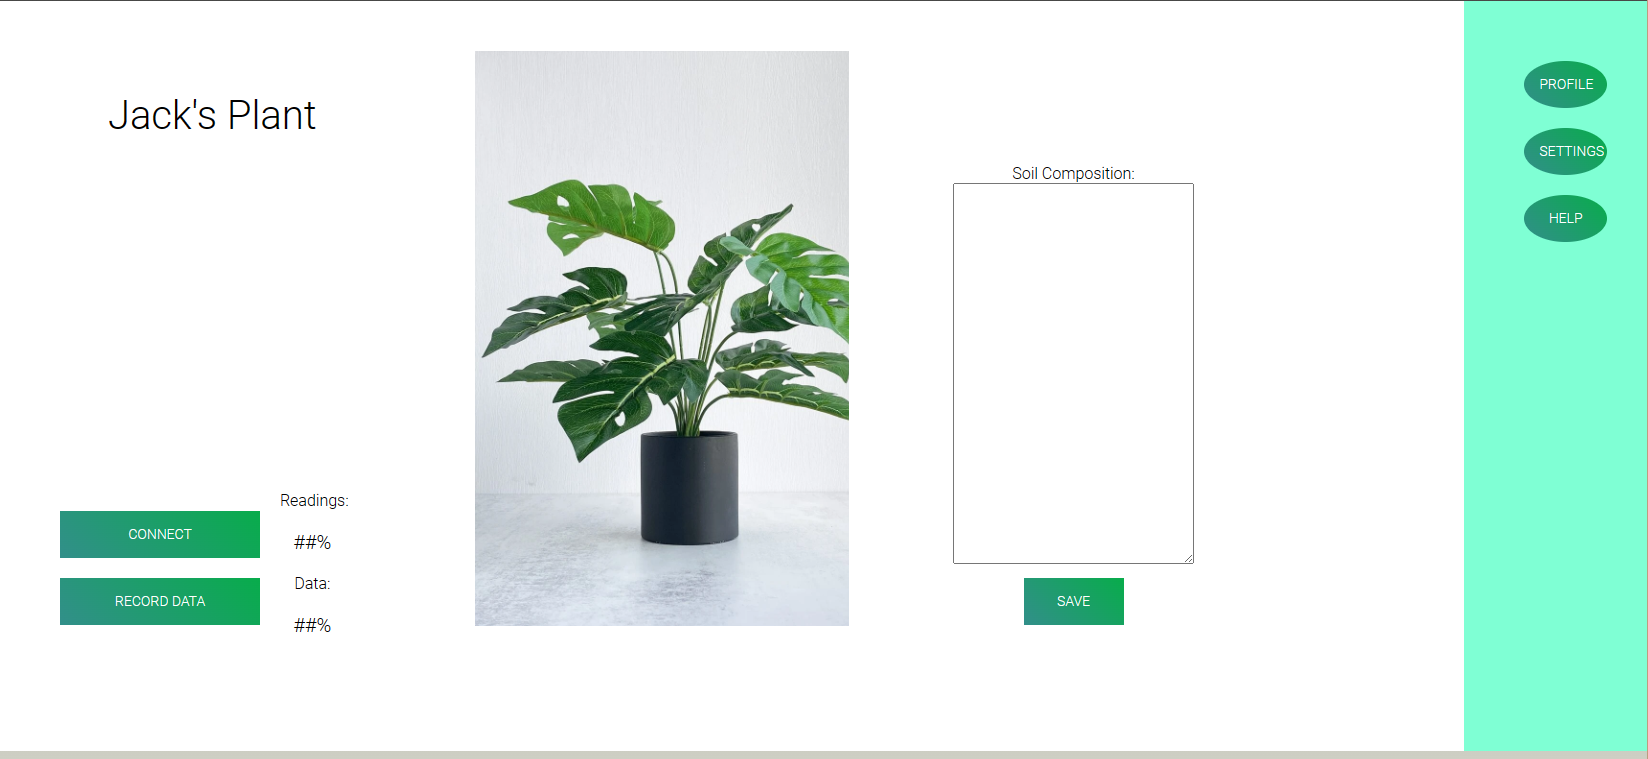 Jack's Plant
CONNECT
RECORD DATA
Readings:
##%
Data:
##%
Soil Composition:
SAVE
PROFILE
SETTINGS
HELP